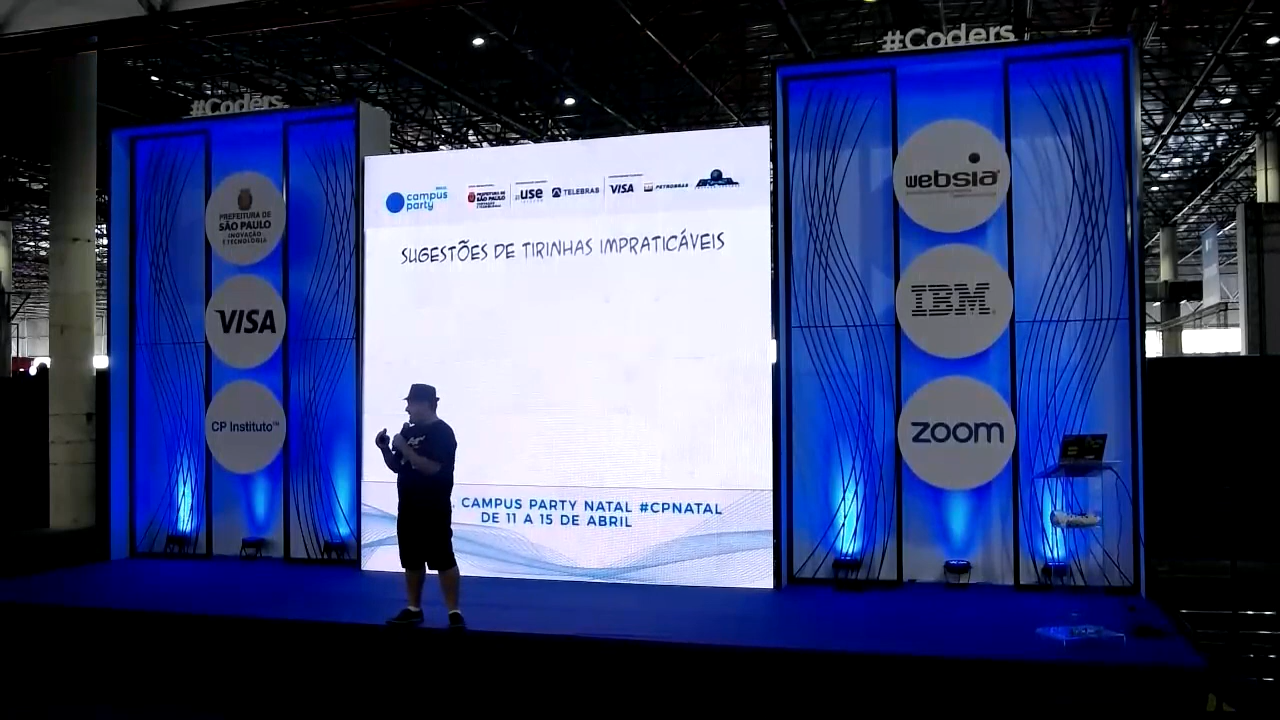 #Coders
#Coders
PREFEITURA DE
SÃO PAULO
INOVAÇÃO
E TECNOLOGIA
VISA
CP Instituto
campus
party
PREFEITURA DE
SÃO PAULO
use
TELEBRAS
VISA
PETROBRAS
BRASIL
SUGESTÕES DE TIRINHAS IMPRATICÁVEIS
CAMPUS PARTY NATAL #CPNATAL
DE 11 A 15 DE ABRIL
websia
IBM
zoom